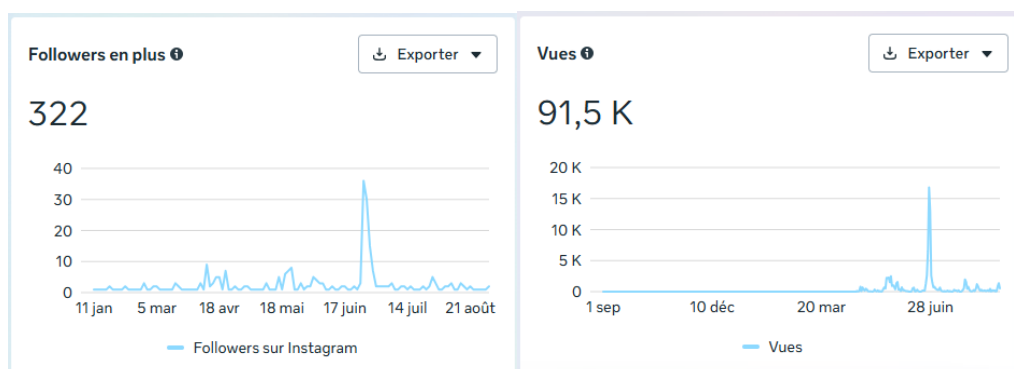 Followers en plus
Exporter
322
40
30
20
10
0
11 jan 5 mar 18 avr 18 mai 17 juin 14 juil 21 août
Followers sur Instagram
Vues
Exporter
91,5 K
20 K
15 K
10 K
5 K
0
1 sep 10 déc 20 mar 28 juin
Vues